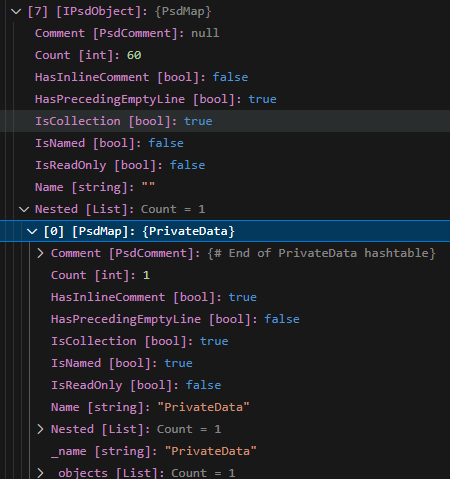 [7] [IPsdObject]: {PsdMap}
Comment [PsdComment]: null
Count [int]: 60
HasInlineComment [bool]: false
HasPrecedingEmptyLine [bool]: true
IsCollection [bool]: true
IsNamed [bool]: false
IsReadOnly [bool]: false
Name [string]: ""
Nested [List]: Count = 1
[0] [PsdMap]: {PrivateData}
Comment [PsdComment]: {# End of PrivateData hashtable}
Count [int]: 1
HasInlineComment [bool]: true
HasPrecedingEmptyLine [bool]: false
IsCollection [bool]: true
IsNamed [bool]: true
IsReadOnly [bool]: false
Name [string]: "PrivateData"
Nested [List]: Count = 1
_name [string]: "PrivateData"
_objects [List]: Count = 1